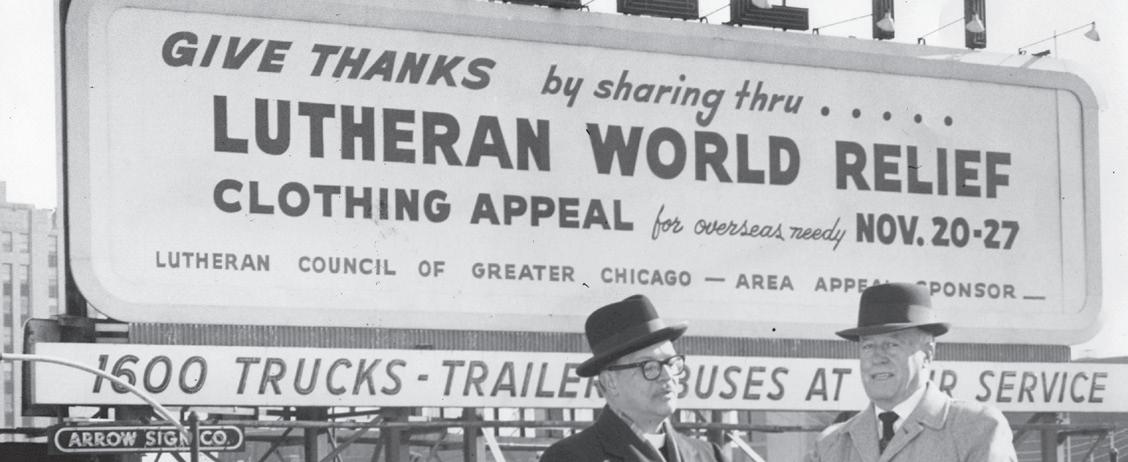 GIVE THANKS by sharing thru . . . . .
LUTHERAN WORLD RELIEF
CLOTHING APPEAL for overseas needy NOV. 20-27
LUTHERAN COUNCIL OF GREATER CHICAGO — AREA APPEAL SPONSOR —
1600 TRUCKS - TRAILER BUSES AT SERVICE
ARROW SIGN CO.